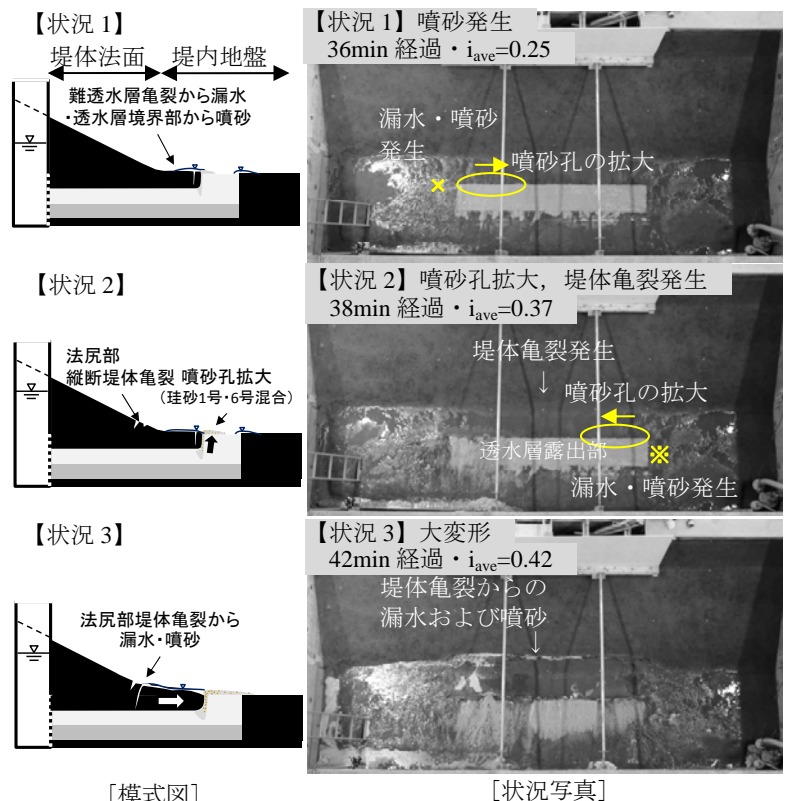 【状況 1】
堤体法面 堤内地盤
難透水層亀裂から漏水
・透水層境界部から噴砂
【状況 1】噴砂発生
36min 経過・iave=0.25
漏水・噴砂
発生
噴砂孔の拡大
×
【状況 2】
法尻部
縦断堤体亀裂
噴砂孔拡大
（珪砂1号・6号混合）
【状況 2】噴砂孔拡大，堤体亀裂発生
38min 経過・iave=0.37
堤体亀裂発生
↓
噴砂孔の拡大
透水層露出部
※
漏水・噴砂発生
【状況 3】
法尻部堤体亀裂から
漏水・噴砂
【状況 3】大変形
42min 経過・iave=0.42
堤体亀裂からの
漏水および噴砂
↓
［模式図］
［状況写真］